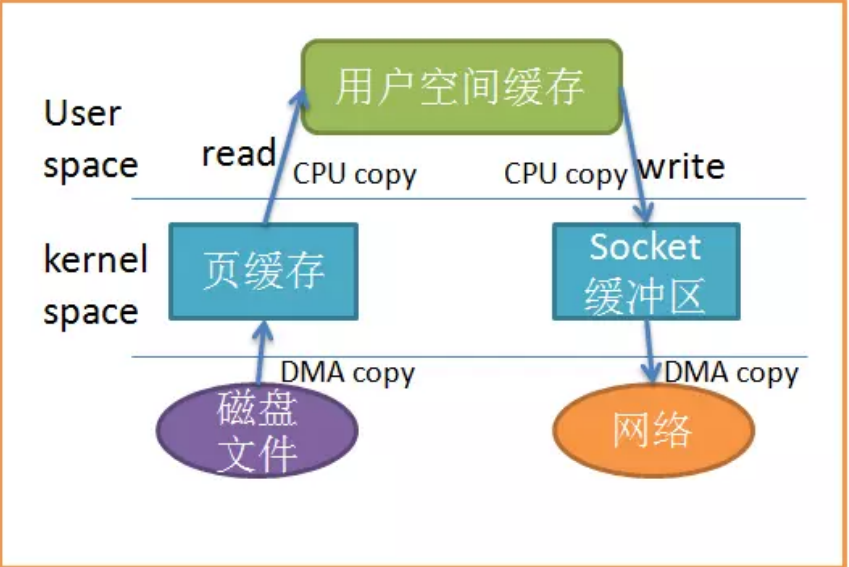 用户空间缓存
User
space
read
CPU copy
CPU copy
write
kernel
space
页缓存
Socket
缓冲区
DMA copy
DMA copy
磁盘
文件
网络